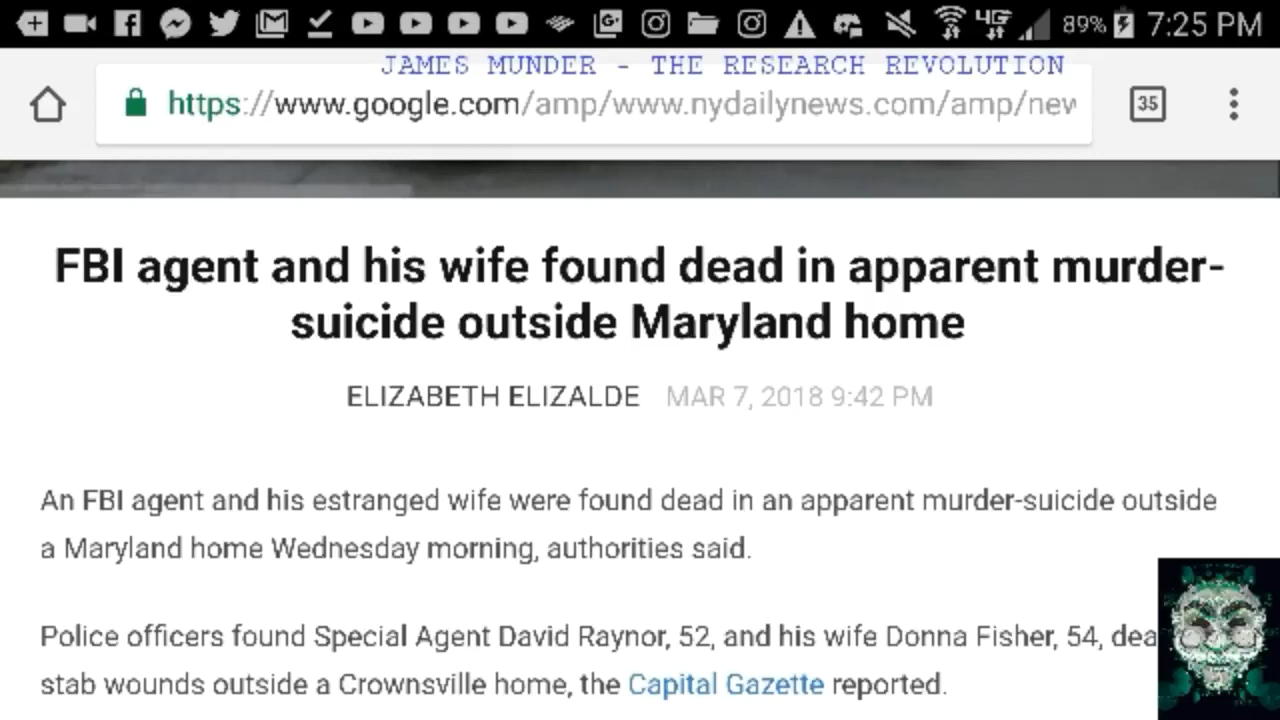 89% 7:25 PM
JAMES MUNDER - THE RESEARCH REVOLUTION
https://www.google.com/amp/www.nydailynews.com/amp/new
35
FBI agent and his wife found dead in apparent murder-
suicide outside Maryland home
ELIZABETH ELIZALDE MAR 7, 2018 9:42 PM
An FBI agent and his estranged wife were found dead in an apparent murder-suicide outside
a Maryland home Wednesday morning, authorities said.
Police officers found Special Agent David Raynor, 52, and his wife Donna Fisher, 54, dea
stab wounds outside a Crownsville home, the Capital Gazette reported.